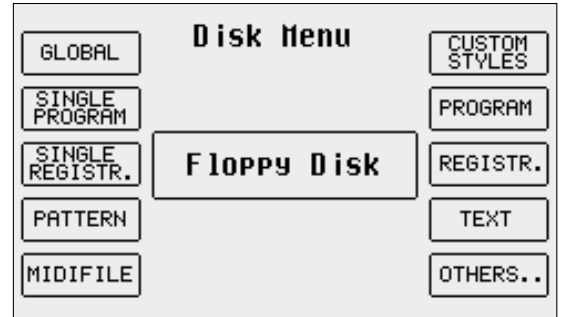 Disk Menu
GLOBAL
CUSTOM
STYLES
SINGLE
PROGRAM
PROGRAM
SINGLE
REGISTR.
Floppy Disk
REGISTR.
PATTERN
TEXT
MIDIFILE
OTHERS..